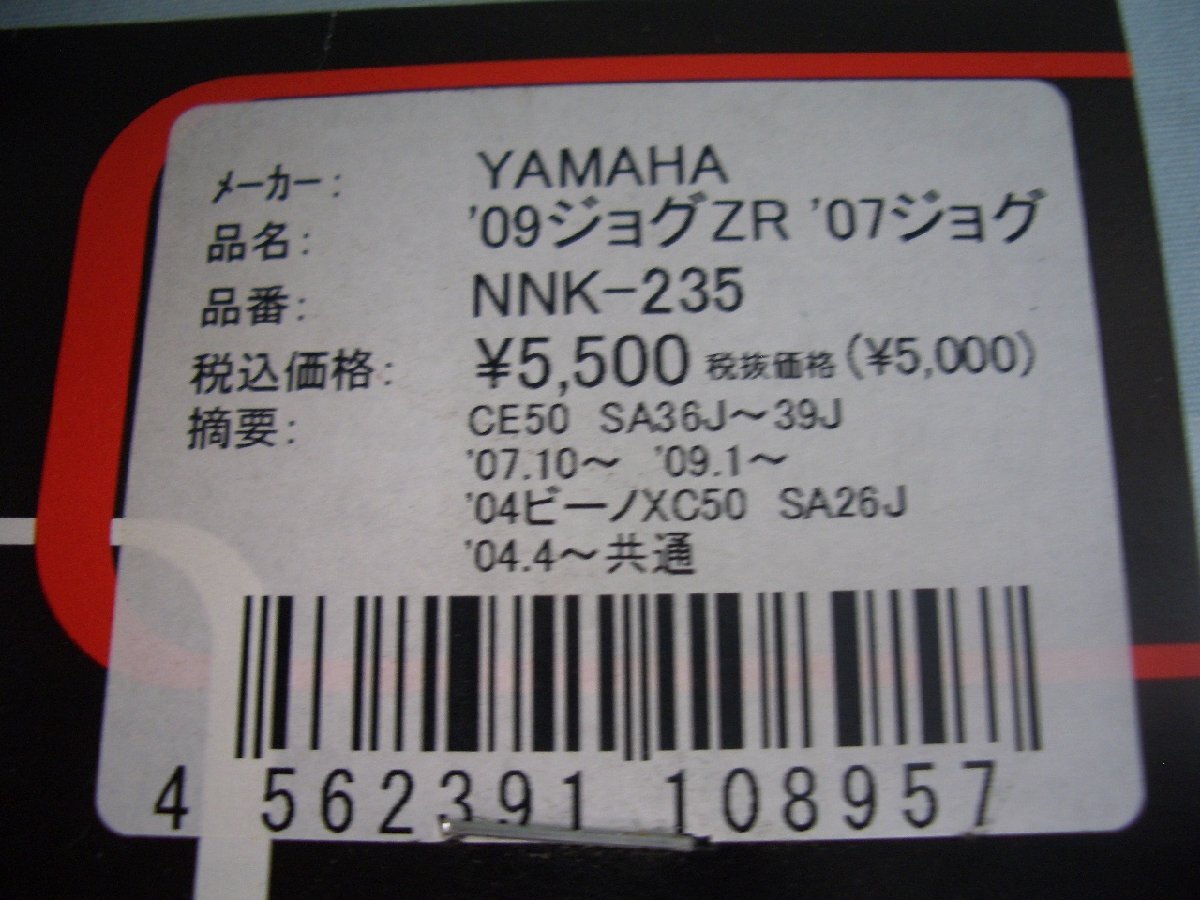 メーカー: YAMAHA
品名: '09ジョグZR '07ジョグ
品番: NNK-235
税込価格: ¥5,500 税抜価格(¥5,000)
摘要: CE50 SA36J～39J
'07.10～ '09.1～
'04ビーノXC50 SA26J
'04.4～共通
4 562391 108957